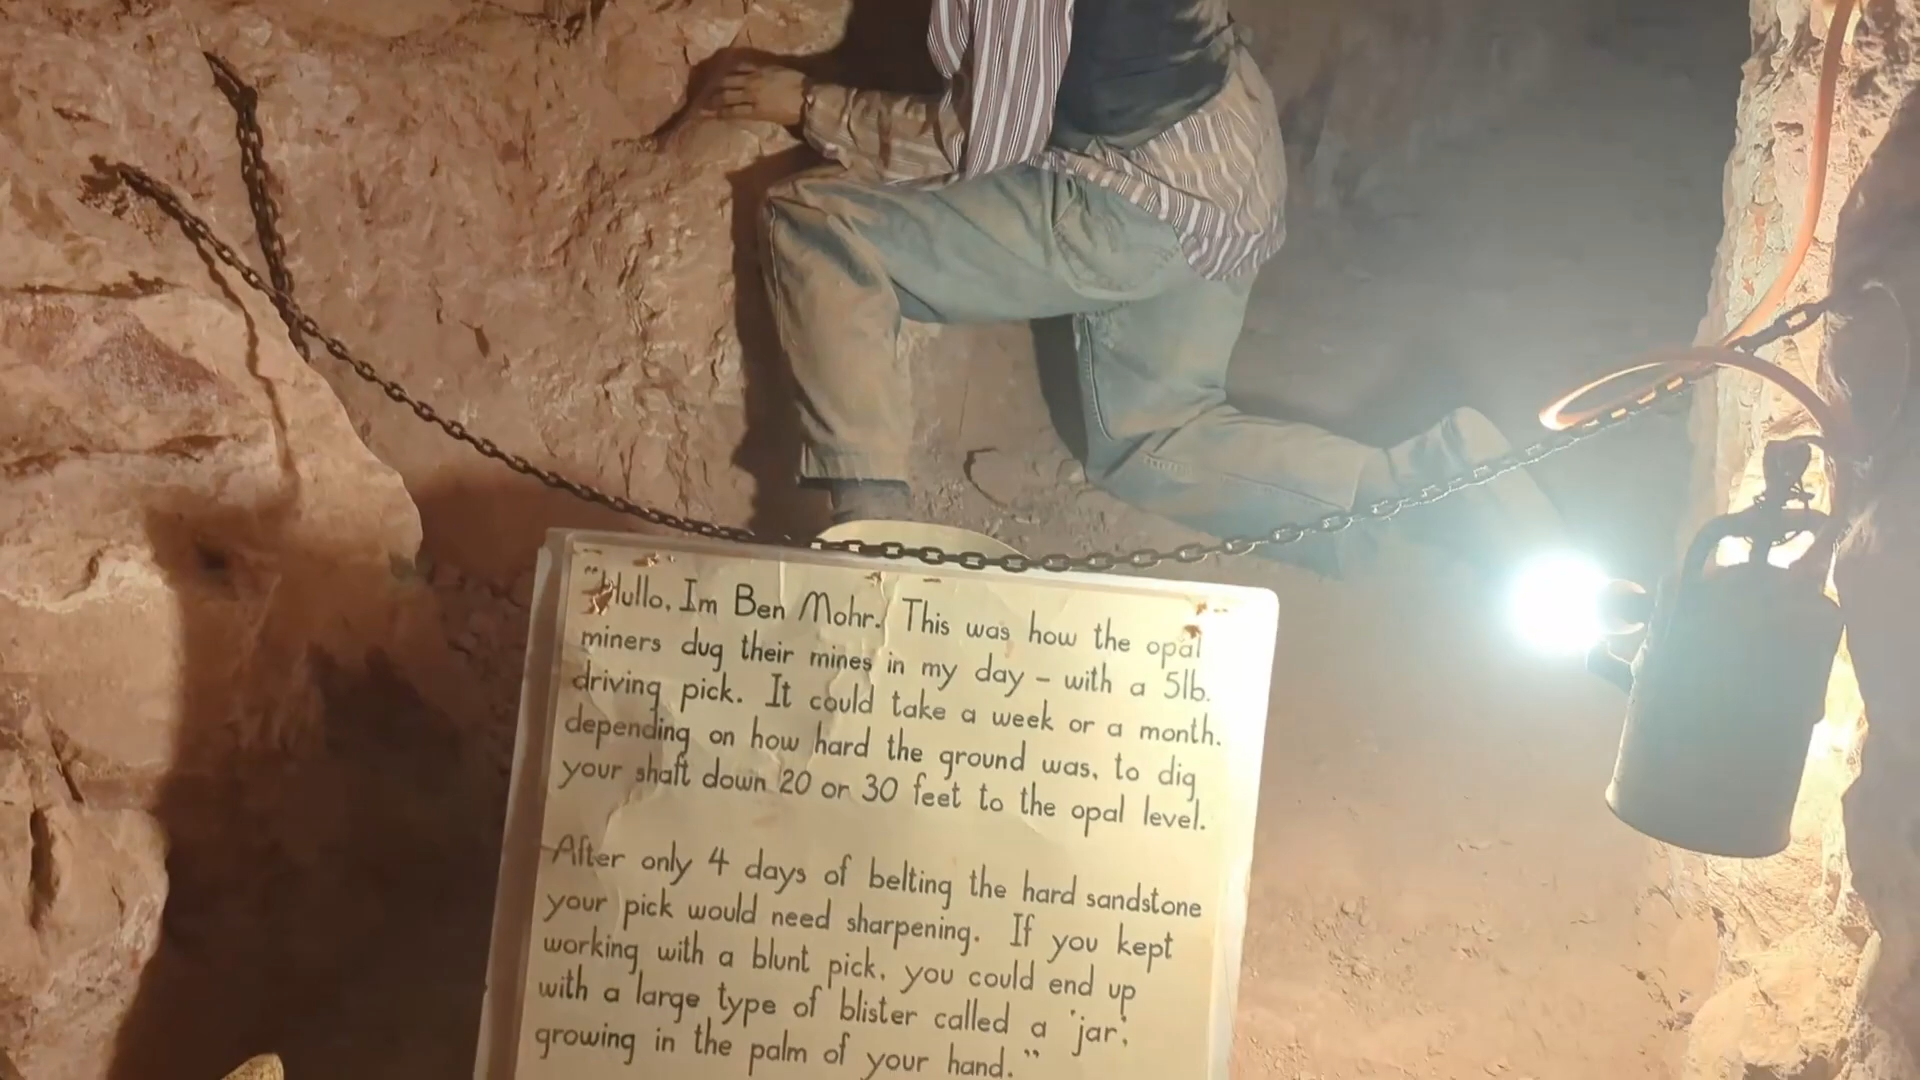 "Hullo, Im Ben Mohr. This was how the opal
miners dug their mines in my day - with a 5lb.
driving pick. It could take a week or a month.
depending on how hard the ground was, to dig
your shaft down 20 or 30 feet to the opal level.
After only 4 days of belting the hard sandstone
your pick would need sharpening. If you kept
working with a blunt pick, you could end up
with a large type of blister called a 'jar',
growing in the palm of your hand."